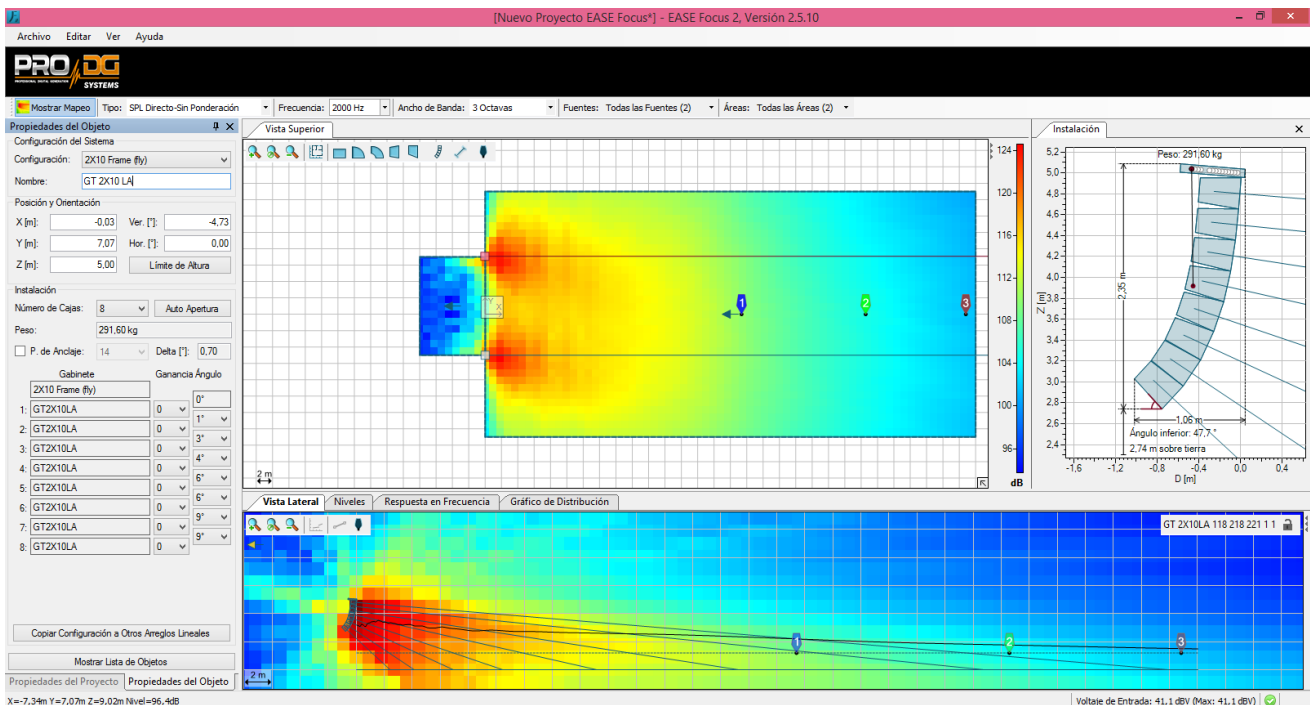 [Nuevo Proyecto EASE Focus*] - EASE Focus 2, Versión 2.5.10
Archivo Editar Ver Ayuda
PRO DG
SYSTEMS
Mostrar Mapeo Tipo: SPL Directo-Sin Ponderación Frecuencia: 2000 Hz Ancho de Banda: 3 Octavas Fuentes: Todas las Fuentes (2) Áreas: Todas las Áreas (2)
Propiedades del Objeto
Configuración del Sistema
Configuración: 2X10 Frame (fly)
Nombre: GT 2X10 LA
Posición y Orientación
X [m]: -0,03 Ver. [°]: -4,73
Y [m]: 7,07 Hor. [°]: 0,00
Z [m]: 5,00 Límite de Altura
Instalación
Número de Cajas: 8 Auto Apertura
Peso: 291,60 kg
P. de Anclaje: 14 Delta [°]: 0,70
Gabinete Ganancia Ángulo
2X10 Frame (fly)
0°
1: GT2X10LA 0
1°
2: GT2X10LA 0
3°
3: GT2X10LA 0
4°
4: GT2X10LA 0
6°
5: GT2X10LA 0
6°
6: GT2X10LA 0
9°
7: GT2X10LA 0
9°
8: GT2X10LA 0
Copiar Configuración a Otros Arreglos Lineales
Mostrar Lista de Objetos
Propiedades del Proyecto Propiedades del Objeto
Vista Superior
Y X
1 2 3
2 m
124
120
116
112
108
104
100
96
dB
Instalación
Peso: 291,60 kg
5,2
5,0
4,8
4,6
4,4
4,2
4,0
3,8
3,6
3,4
3,2
3,0
2,8
2,6
2,4
Z [m]
2,35 m
1,06 m
Ángulo inferior: 47,7 °
2,74 m sobre tierra
-1,6 -1,2 -0,8 -0,4 0,0 0,4
D [m]
Vista Lateral Niveles Respuesta en Frecuencia Gráfico de Distribución
GT 2X10LA 118 218 221 1 1
1 2 3
2 m
X=-7,34m Y=7,07m Z=9,02m Nivel=96,4dB
Voltaje de Entrada: 41,1 dBV (Max: 41,1 dBV)